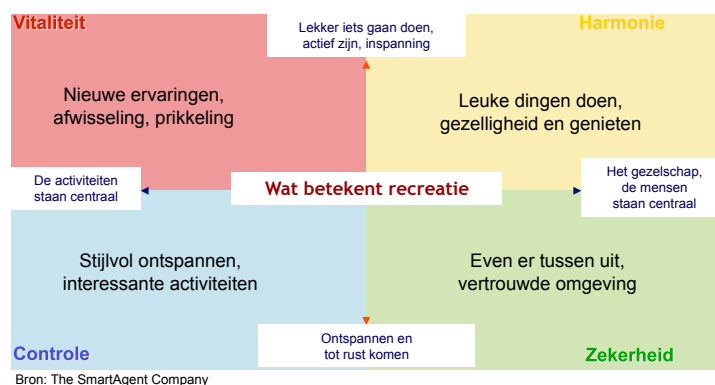 Vitaliteit
Lekker iets gaan doen,
actief zijn, inspanning
Harmonie
Nieuwe ervaringen,
afwisseling, prikkeling
Leuke dingen doen,
gezelligheid en genieten
De activiteiten
staan centraal
Wat betekent recreatie
Het gezelschap,
de mensen
staan centraal
Stijlvol ontspannen,
interessante activiteiten
Even er tussen uit,
vertrouwde omgeving
Controle
Ontspannen en
tot rust komen
Zekerheid
Bron: The SmartAgent Company